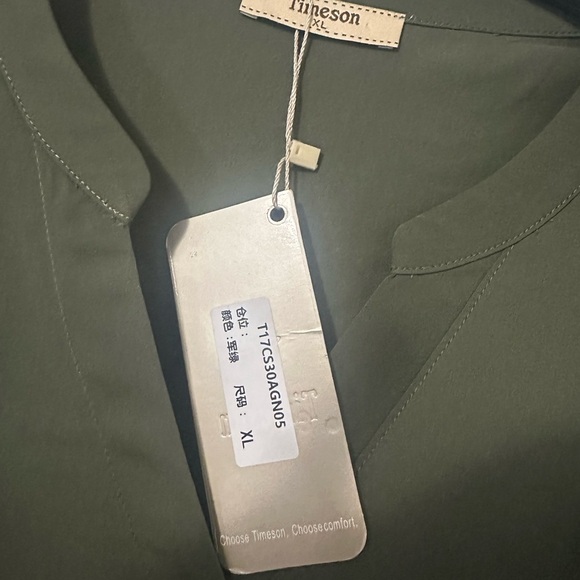 Timeson
XL
T17CS30AGN05
仓位：
颜色 :军绿 尺码： XL
Choose Timeson, Choosecomfort.